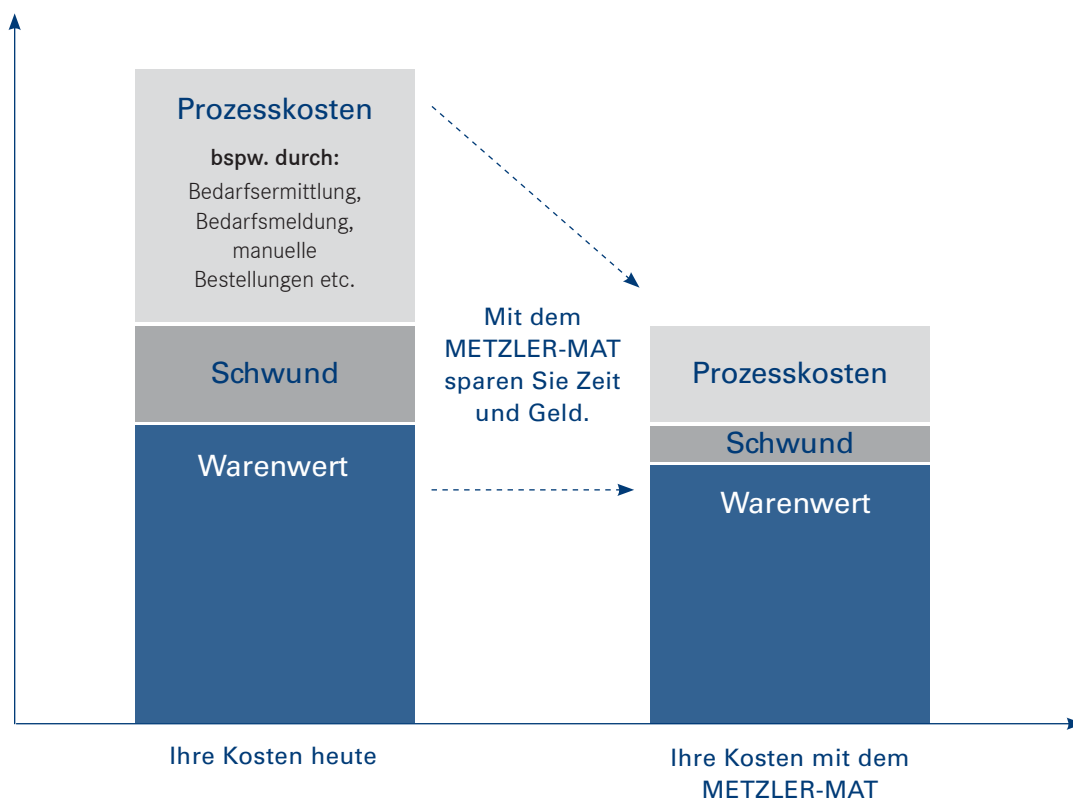 Prozesskosten
bspw. durch:
Bedarfsermittlung,
Bedarfsmeldung,
manuelle
Bestellungen etc.
Schwund
Warenwert
Mit dem
METZLER-MAT
sparen Sie Zeit
und Geld.
Prozesskosten
Schwund
Warenwert
Ihre Kosten heute
Ihre Kosten mit dem
METZLER-MAT